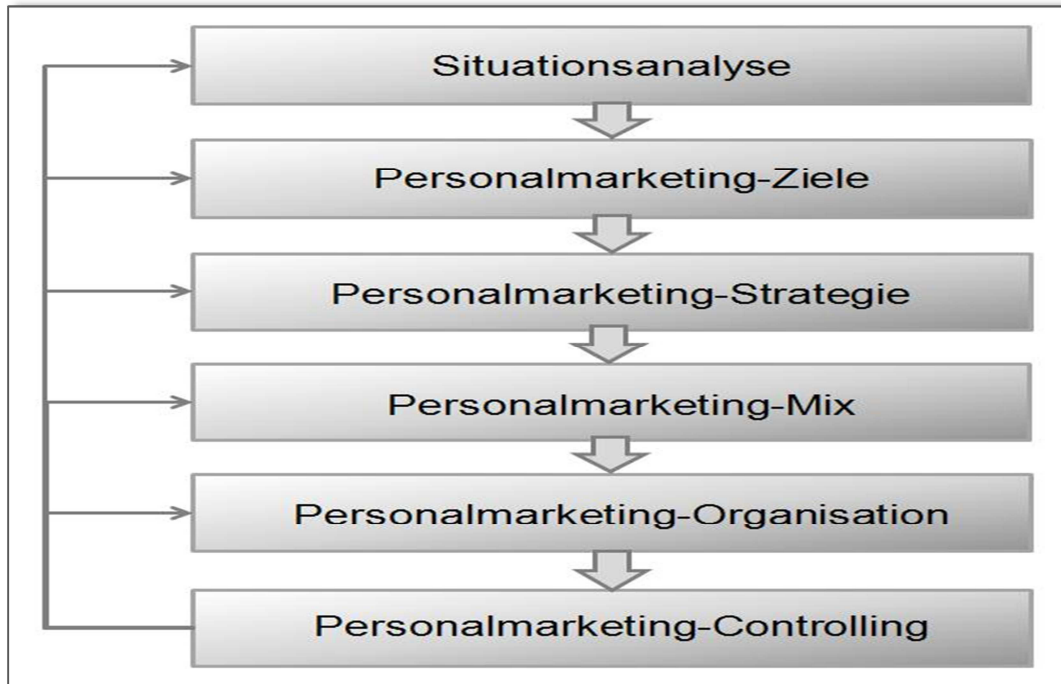 Situationsanalyse
Personalmarketing-Ziele
Personalmarketing-Strategie
Personalmarketing-Mix
Personalmarketing-Organisation
Personalmarketing-Controlling